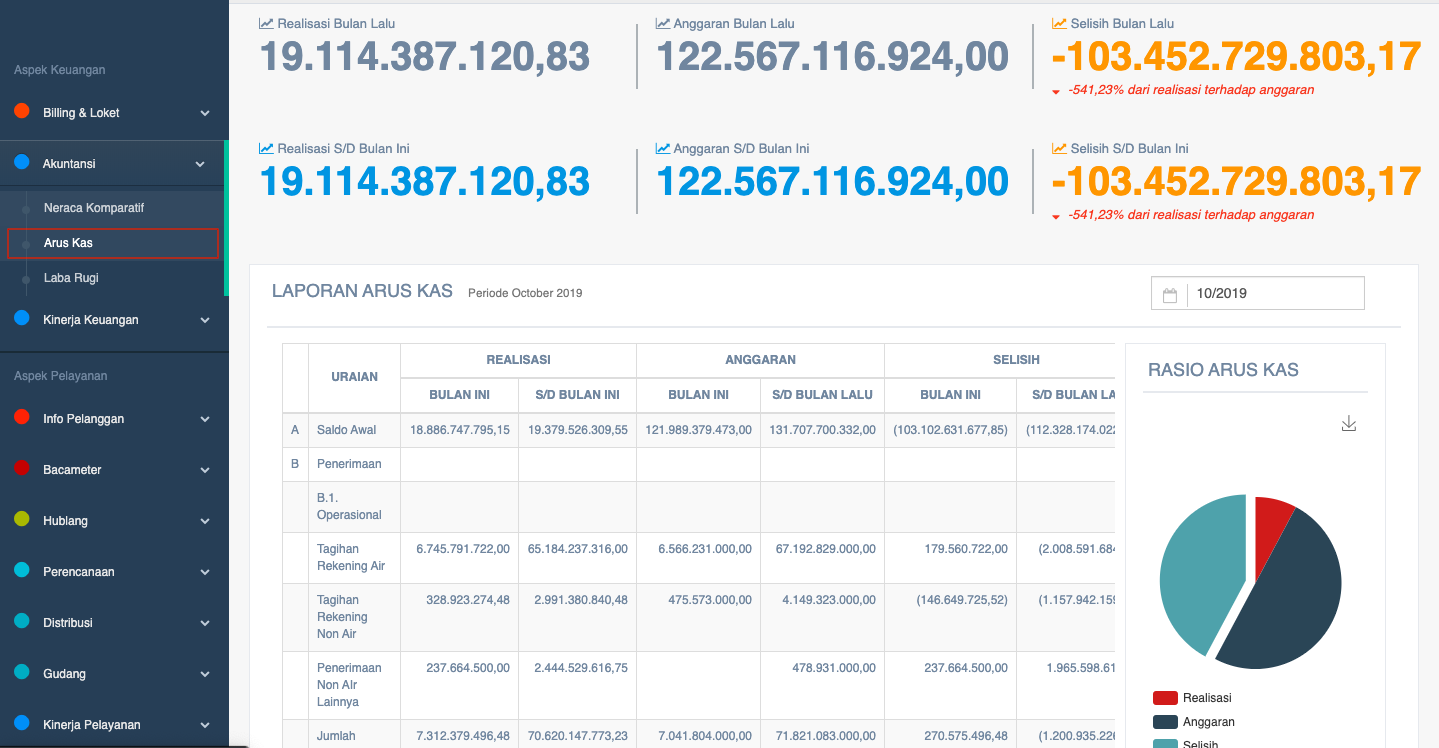 Aspek Keuangan
Billing & Loket
Akuntansi
Neraca Komparatif
Arus Kas
Laba Rugi
Kinerja Keuangan
Aspek Pelayanan
Info Pelanggan
Bacameter
Hublang
Perencanaan
Distribusi
Gudang
Kinerja Pelayanan
Realisasi Bulan Lalu
19.114.387.120,83
Anggaran Bulan Lalu
122.567.116.924,00
Selisih Bulan Lalu
-103.452.729.803,17
-541,23% dari realisasi terhadap anggaran
Realisasi S/D Bulan Ini
19.114.387.120,83
Anggaran S/D Bulan Ini
122.567.116.924,00
Selisih S/D Bulan Ini
-103.452.729.803,17
-541,23% dari realisasi terhadap anggaran
LAPORAN ARUS KAS Periode October 2019
10/2019
URAIAN REALISASI ANGGARAN SELISIH
BULAN INI S/D BULAN INI BULAN INI S/D BULAN LALU BULAN INI S/D BULAN LA
A Saldo Awal 18.886.747.795,15 19.379.526.309,55 121.989.379.473,00 131.707.700.332,00 (103.102.631.677,85) (112.328.174.022
B Penerimaan
B.1.
Operasional
Tagihan 6.745.791.722,00 65.184.237.316,00 6.566.231.000,00 67.192.829.000,00 179.560.722,00 (2.008.591.684
Rekening Air
Tagihan 328.923.274,48 2.991.380.840,48 475.573.000,00 4.149.323.000,00 (146.649.725,52) (1.157.942.159
Rekening
Non Air
Penerimaan 237.664.500,00 2.444.529.616,75 478.931.000,00 237.664.500,00 1.965.598.61
Non AIr
Lainnya
Jumlah 7.312.379.496,48 70.620.147.773,23 7.041.804.000,00 71.821.083.000,00 270.575.496,48 (1.200.935.226
RASIO ARUS KAS
Realisasi
Anggaran
Selisih